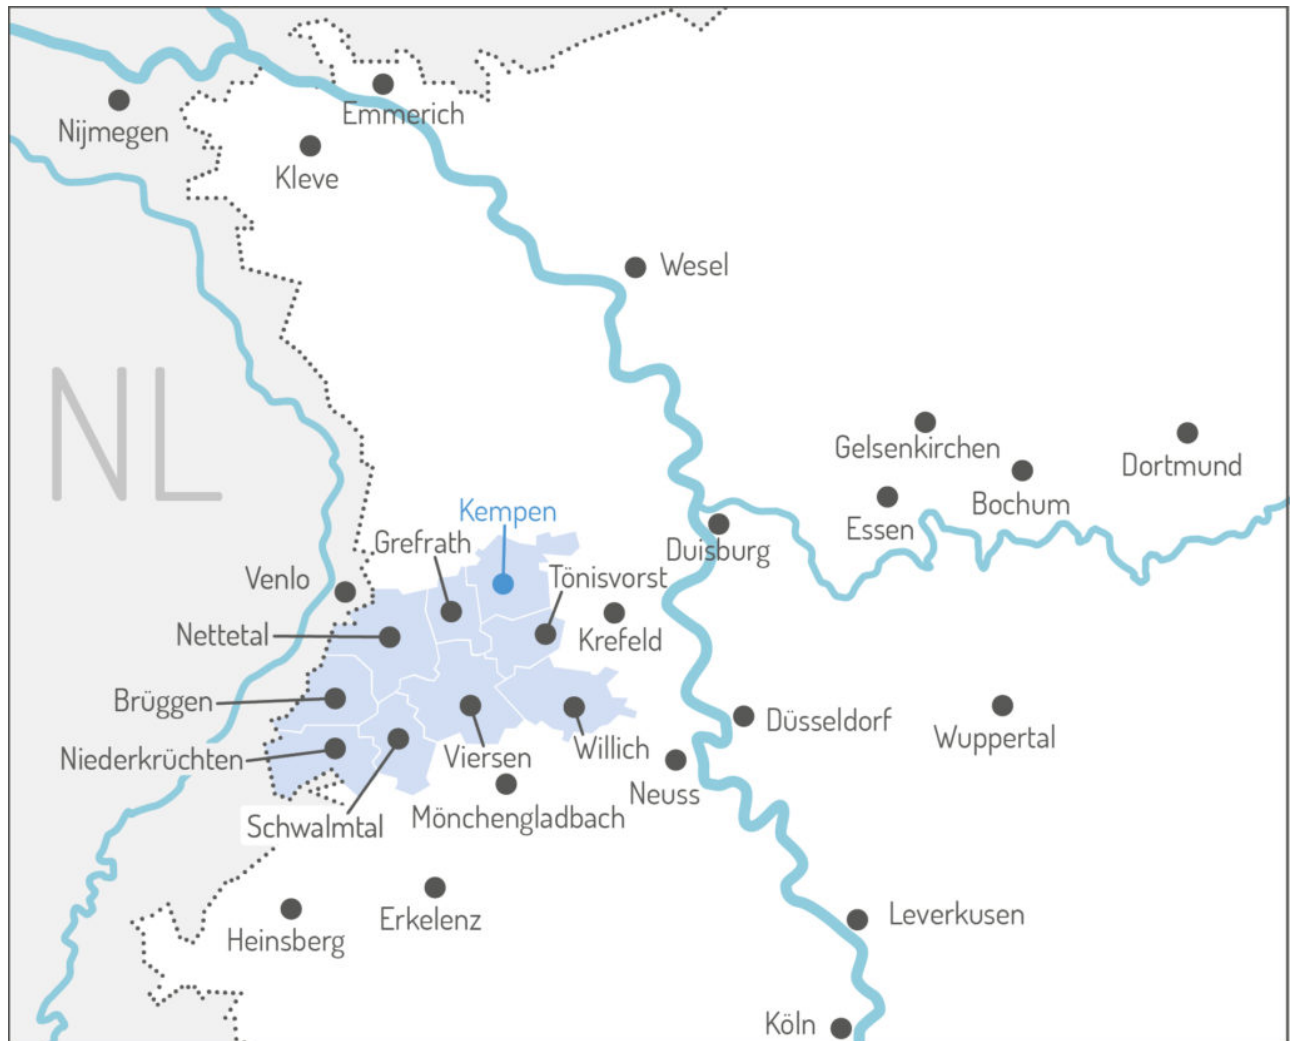 Emmerich
Nijmegen
Kleve
Wesel
NL
Gelsenkirchen
Dortmund
Bochum
Essen
Kempen
Grefrath
Duisburg
Venlo
Tönisvorst
Nettetal
Krefeld
Brüggen
Düsseldorf
Wuppertal
Niederkrüchten
Viersen
Willich
Neuss
Schwalmtal
Mönchengladbach
Leverkusen
Erkelenz
Heinsberg
Köln